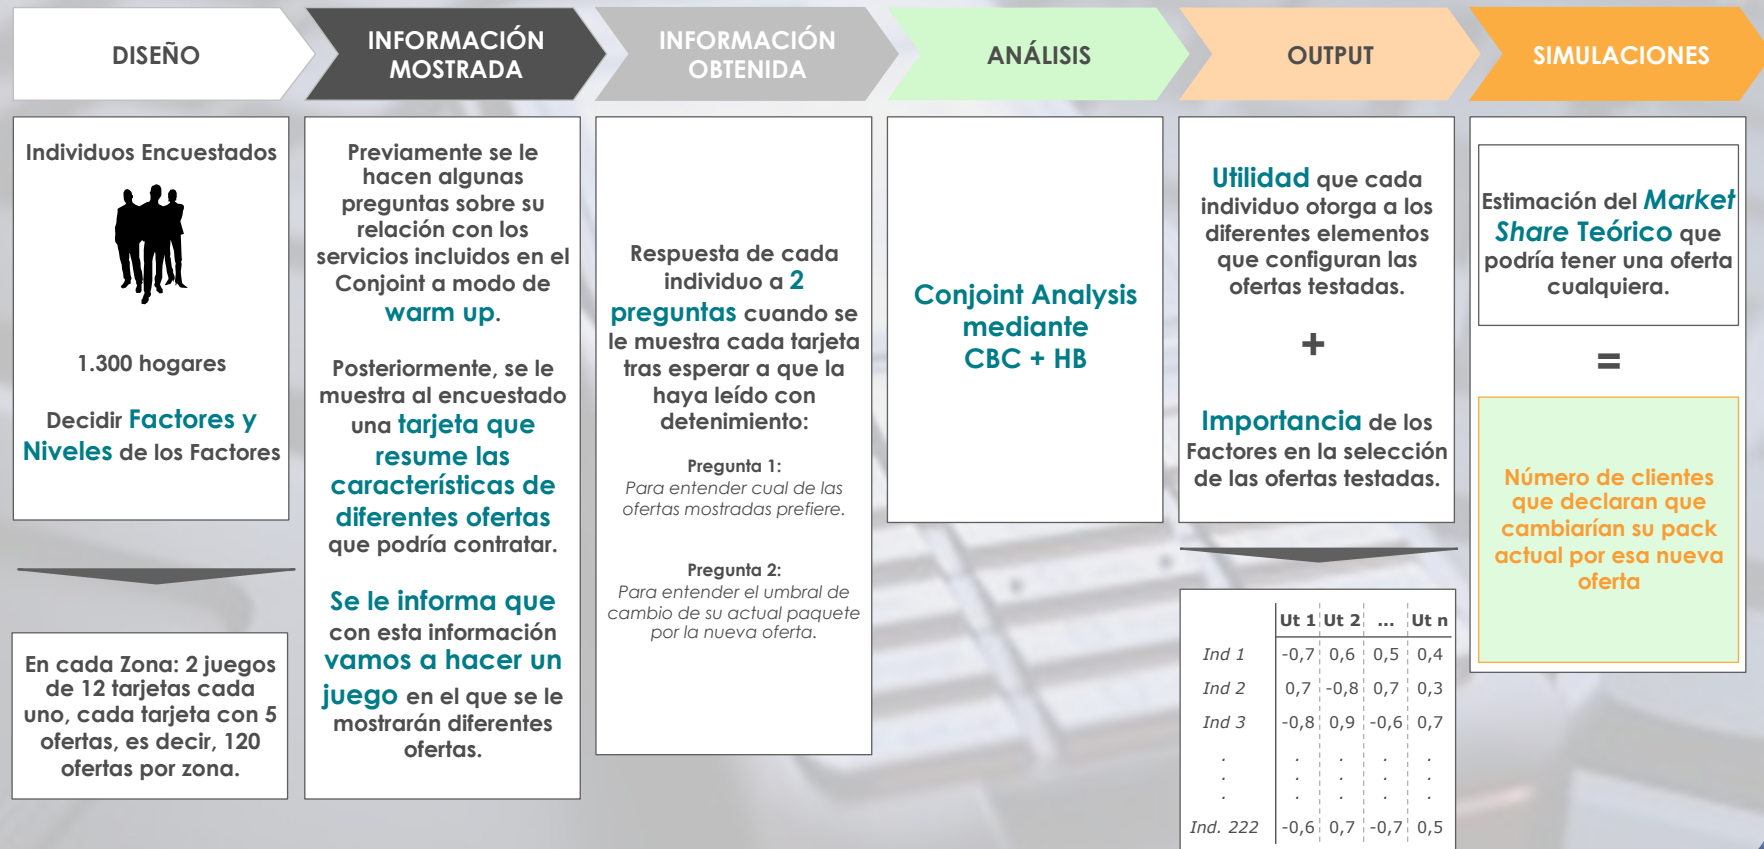 DISEÑO
INFORMACIÓN
MOSTRADA
INFORMACIÓN
OBTENIDA
ANÁLISIS
OUTPUT
SIMULACIONES
Individuos Encuestados
1.300 hogares
Decidir Factores y
Niveles de los Factores
En cada Zona: 2 juegos
de 12 tarjetas cada
uno, cada tarjeta con 5
ofertas, es decir, 120
ofertas por zona.
Previamente se le
hacen algunas
preguntas sobre su
relación con los
servicios incluidos en el
Conjoint a modo de
warm up.
Posteriormente, se le
muestra al encuestado
una tarjeta que
resume las
características de
diferentes ofertas
que podría contratar.
Se le informa que
con esta información
vamos a hacer un
juego en el que se le
mostrarán diferentes
ofertas.
Respuesta de cada
individuo a 2
preguntas cuando se
le muestra cada tarjeta
tras esperar a que la
haya leído con
detenimiento:
Pregunta 1:
Para entender cual de las
ofertas mostradas prefiere.
Pregunta 2:
Para entender el umbral de
cambio de su actual paquete
por la nueva oferta.
Conjoint Analysis
mediante
CBC + HB
Utilidad que cada
individuo otorga a los
diferentes elementos
que configuran las
ofertas testadas.
+
Importancia de los
Factores en la selección
de las ofertas testadas.
Ut 1 Ut 2 ... Ut n
Ind 1 -0,7 0,6 0,5 0,4
Ind 2 0,7 -0,8 0,7 0,3
Ind 3 -0,8 0,9 -0,6 0,7
. . . . .
. . . . .
. . . . .
Ind. 222 -0,6 0,7 -0,7 0,5
Estimación del Market
Share Teórico que
podría tener una oferta
cualquiera.
=
Número de clientes
que declaran que
cambiarían su pack
actual por esa nueva
oferta